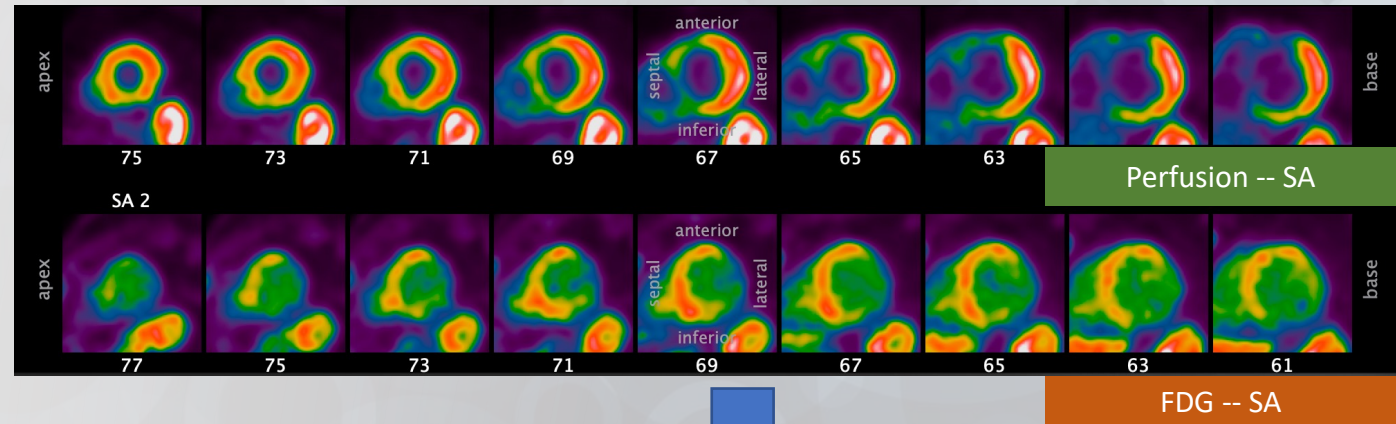 anterior
apex
septal
lateral
base
inferior
75 73 71 69 67 65 63
Perfusion -- SA
SA 2
anterior
apex
septal
lateral
base
inferior
77 75 73 71 69 67 65 63 61
FDG -- SA